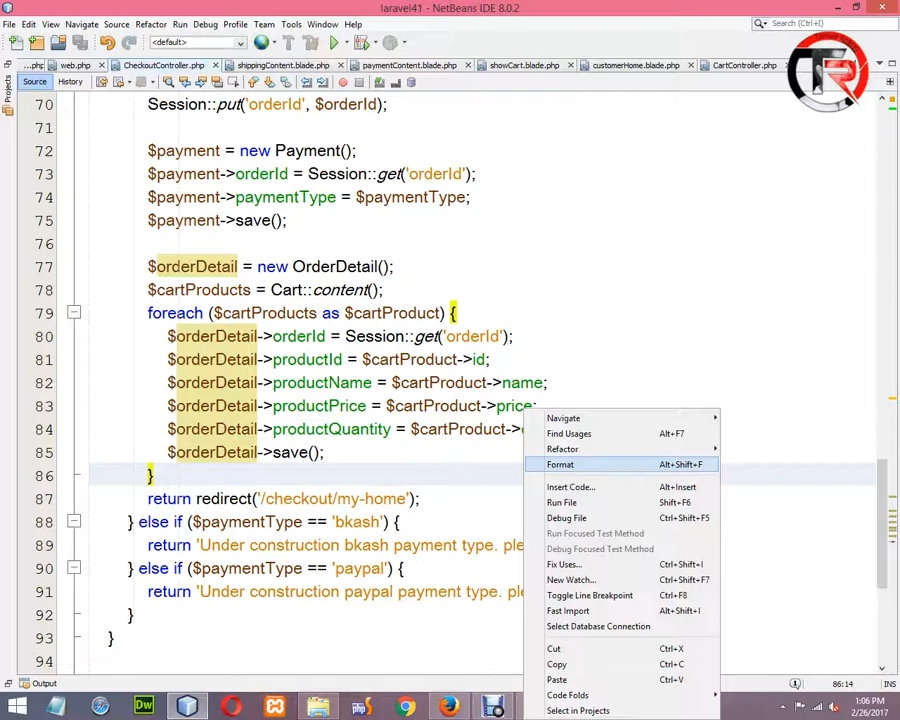 laravel41 - NetBeans IDE 8.0.2
File Edit View Navigate Source Refactor Run Debug Profile Team Tools Window Help
Search (Ctrl+I)
<default>
...php web.php CheckoutController.php shippingContent.blade.php paymentContent.blade.php showCart.blade.php customerHome.blade.php CartController.php
TR
Source History
Projects
70 Session::put('orderId', $orderId);
71
72 $payment = new Payment();
73 $payment->orderId = Session::get('orderId');
74 $payment->paymentType = $paymentType;
75 $payment->save();
76
77 $orderDetail = new OrderDetail();
78 $cartProducts = Cart::content();
79 foreach ($cartProducts as $cartProduct) {
80 $orderDetail->orderId = Session::get('orderId');
81 $orderDetail->productId = $cartProduct->id;
82 $orderDetail->productName = $cartProduct->name;
83 $orderDetail->productPrice = $cartProduct->price;
84 $orderDetail->productQuantity = $cartProduct->
85 $orderDetail->save();
86 }
87 return redirect('/checkout/my-home');
88 } else if ($paymentType == 'bkash') {
89 return 'Under construction bkash payment type. ple
90 } else if ($paymentType == 'paypal') {
91 return 'Under construction paypal payment type. ple
92 }
93 }
94
Navigate
Find Usages Alt+F7
Refactor
Format Alt+Shift+F
Insert Code... Alt+Insert
Run File Shift+F6
Debug File Ctrl+Shift+F5
Run Focused Test Method
Debug Focused Test Method
Fix Uses... Ctrl+Shift+I
New Watch... Ctrl+Shift+F7
Toggle Line Breakpoint Ctrl+F8
Fast Import Alt+Shift+I
Select Database Connection
Cut Ctrl+X
Copy Ctrl+C
Paste Ctrl+V
Code Folds
Select in Projects
Output
86:14 INS
Dw
1:06 PM
2/26/2017